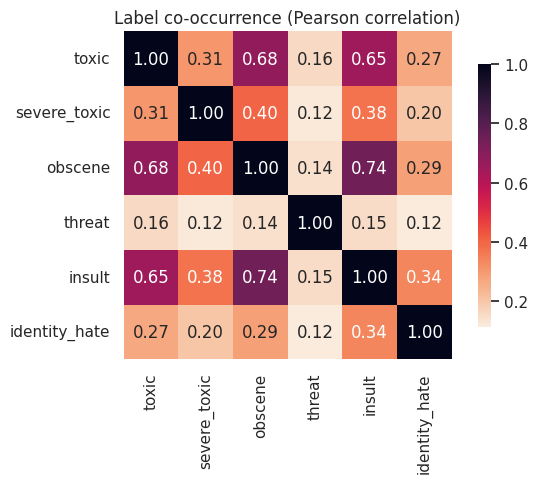 Label co-occurrence (Pearson correlation)
toxic 1.00 0.31 0.68 0.16 0.65 0.27
severe_toxic 0.31 1.00 0.40 0.12 0.38 0.20
obscene 0.68 0.40 1.00 0.14 0.74 0.29
threat 0.16 0.12 0.14 1.00 0.15 0.12
insult 0.65 0.38 0.74 0.15 1.00 0.34
identity_hate 0.27 0.20 0.29 0.12 0.34 1.00
toxic
severe_toxic
obscene
threat
insult
identity_hate
1.0
0.8
0.6
0.4
0.2